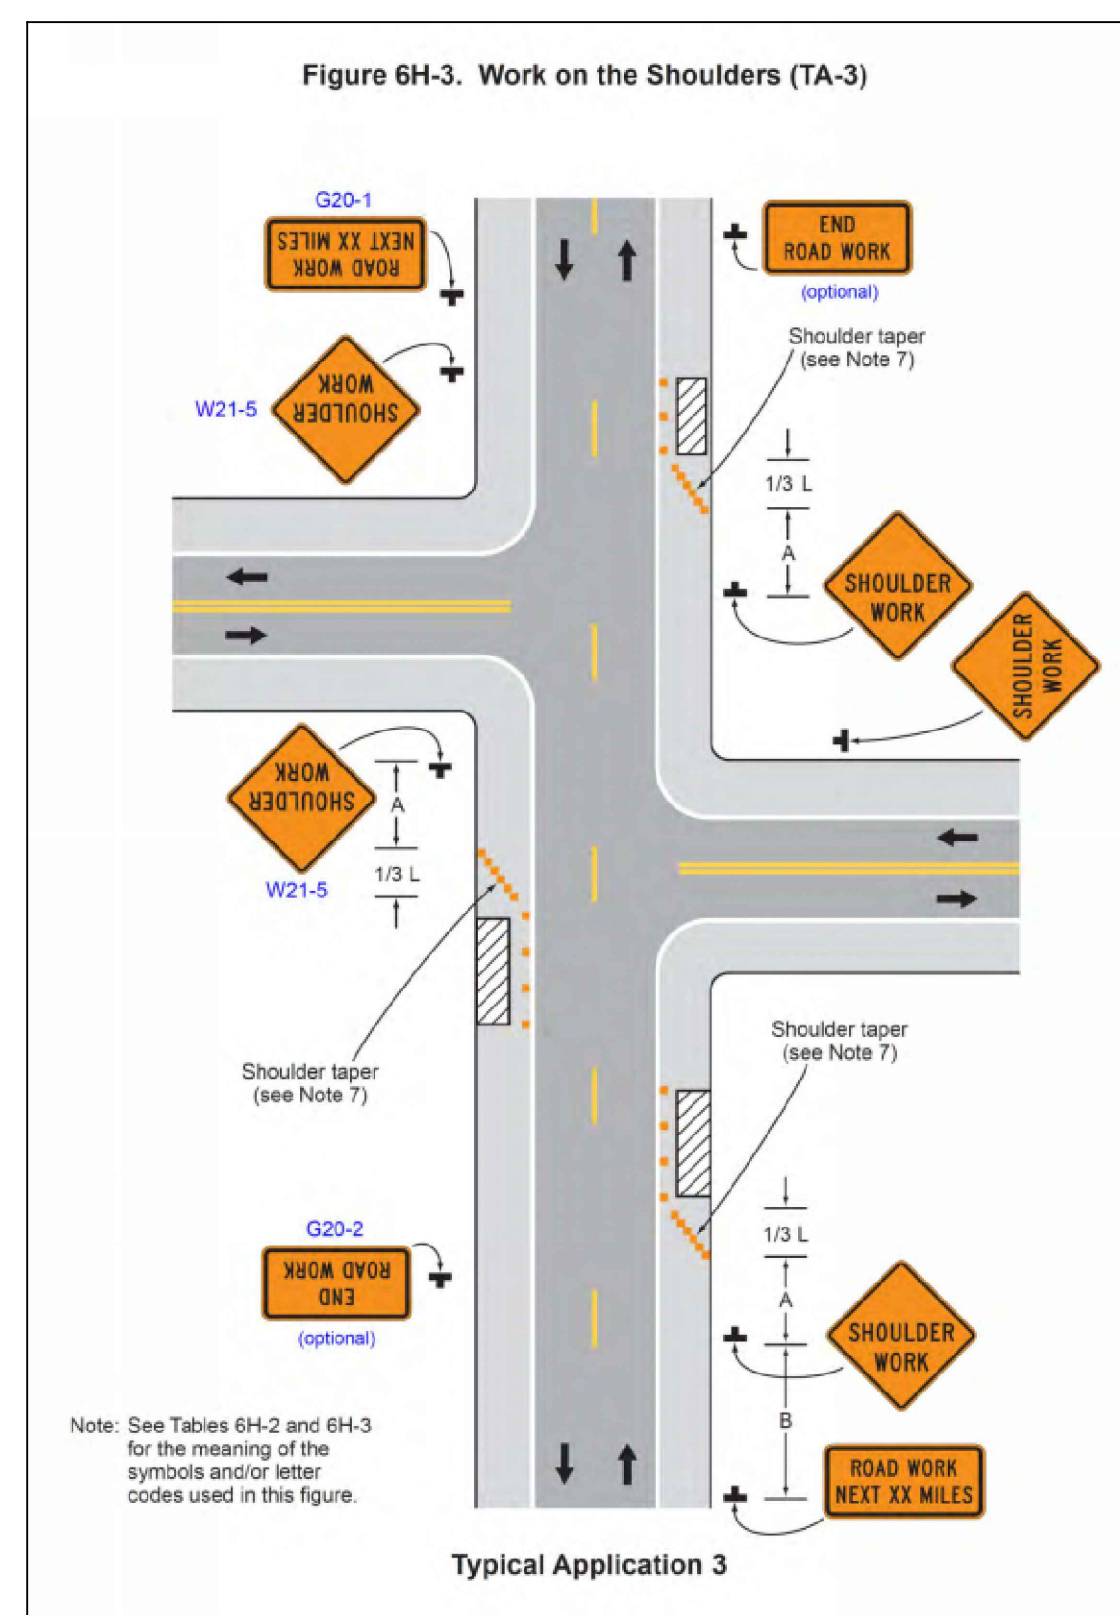 Figure 6H-3. Work on the Shoulders (TA-3)
G20-1
ROAD WORK
NEXT XX MILES
END
ROAD WORK
(optional)
Shoulder taper
(see Note 7)
SHOULDER
WORK
W21-5
1/3 L
A
SHOULDER
WORK
SHOULDER
WORK
SHOULDER
WORK
A
1/3 L
W21-5
Shoulder taper
(see Note 7)
Shoulder taper
(see Note 7)
G20-2
END
ROAD WORK
(optional)
1/3 L
A
SHOULDER
WORK
B
ROAD WORK
NEXT XX MILES
Note: See Tables 6H-2 and 6H-3
for the meaning of the
symbols and/or letter
codes used in this figure.
Typical Application 3